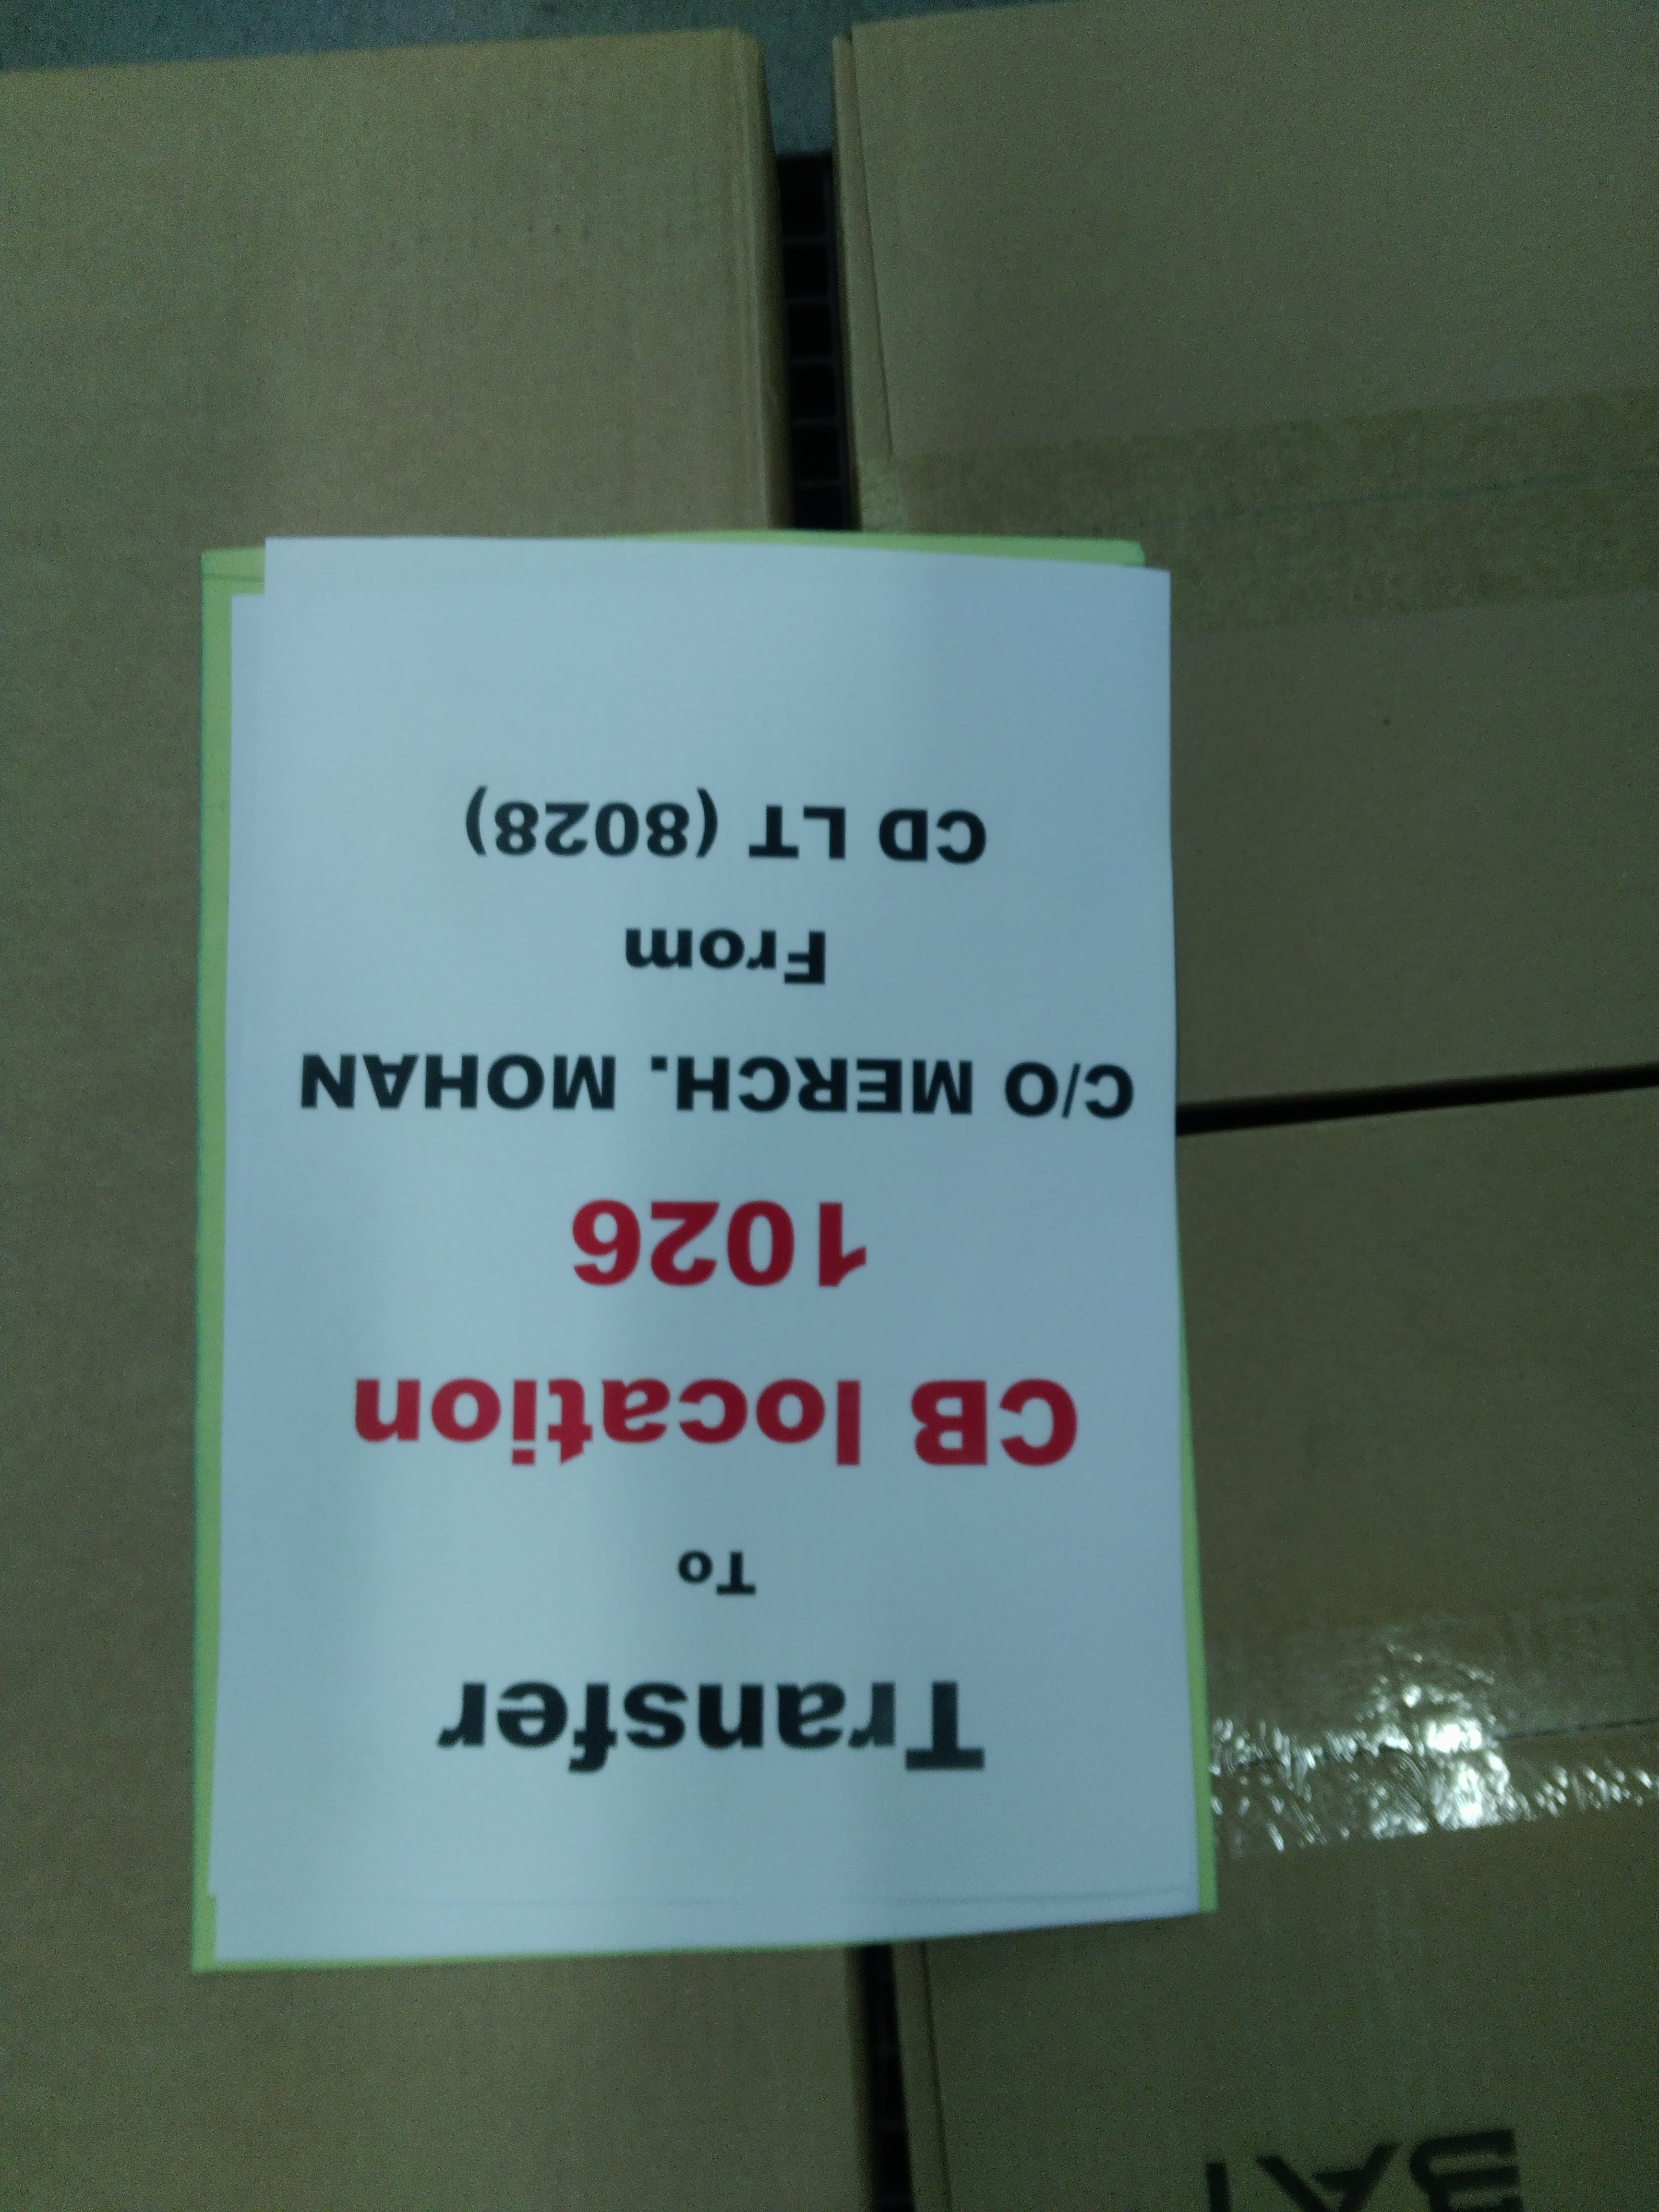 Transfer
To
CB location
1026
C/O MERCH. MOHAN
From
CD LT (8028)